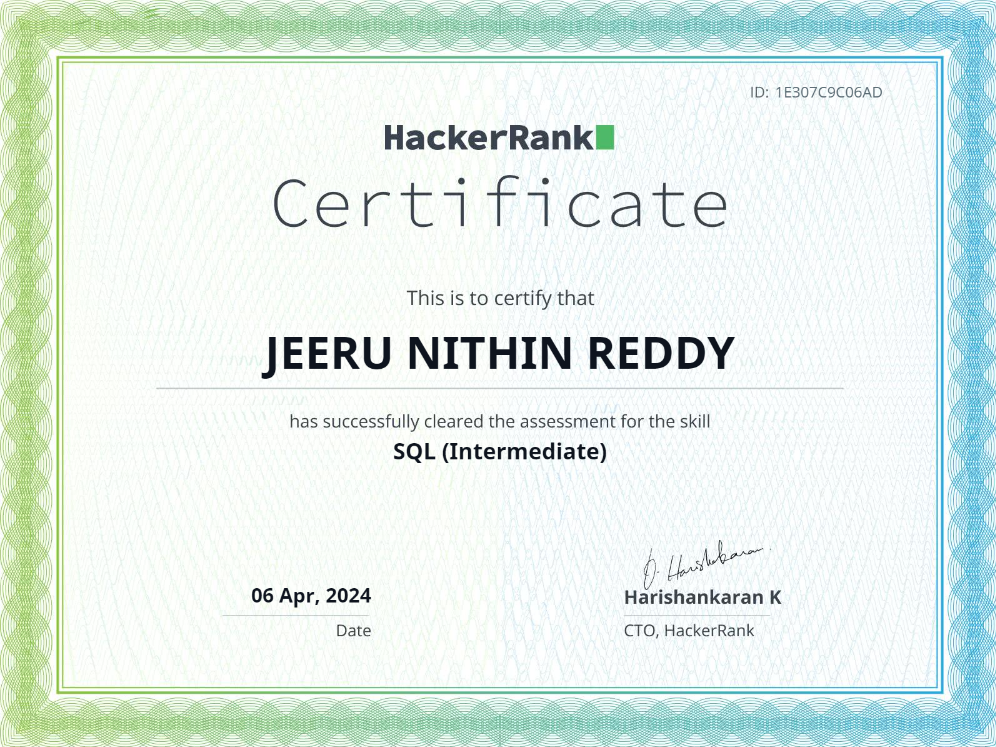 ID: 1E307C9C06AD
HackerRank
Certificate
This is to certify that
JEERU NITHIN REDDY
has successfully cleared the assessment for the skill
SQL (Intermediate)
06 Apr, 2024
Date
Harishankaran K
CTO, HackerRank